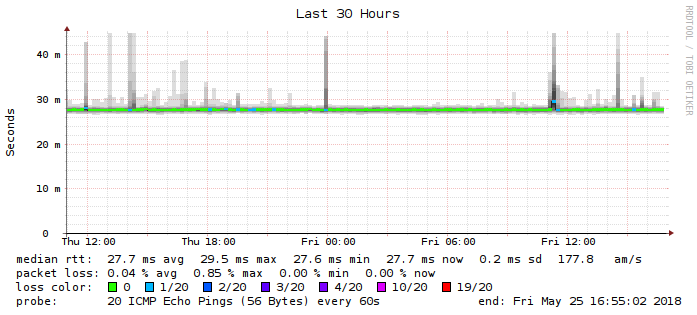 Last 30 Hours
RRDTOOL / TOBI OETIKER
Seconds
40 m
30 m
20 m
10 m
0
Thu 12:00 Thu 18:00 Fri 00:00 Fri 06:00 Fri 12:00
median rtt: 27.7 ms avg 29.5 ms max 27.6 ms min 27.7 ms now 0.2 ms sd 177.8 am/s
packet loss: 0.04 % avg 0.85 % max 0.00 % min 0.00 % now
loss color: 0 1/20 2/20 3/20 4/20 10/20 19/20
probe: 20 ICMP Echo Pings (56 Bytes) every 60s end: Fri May 25 16:55:02 2018